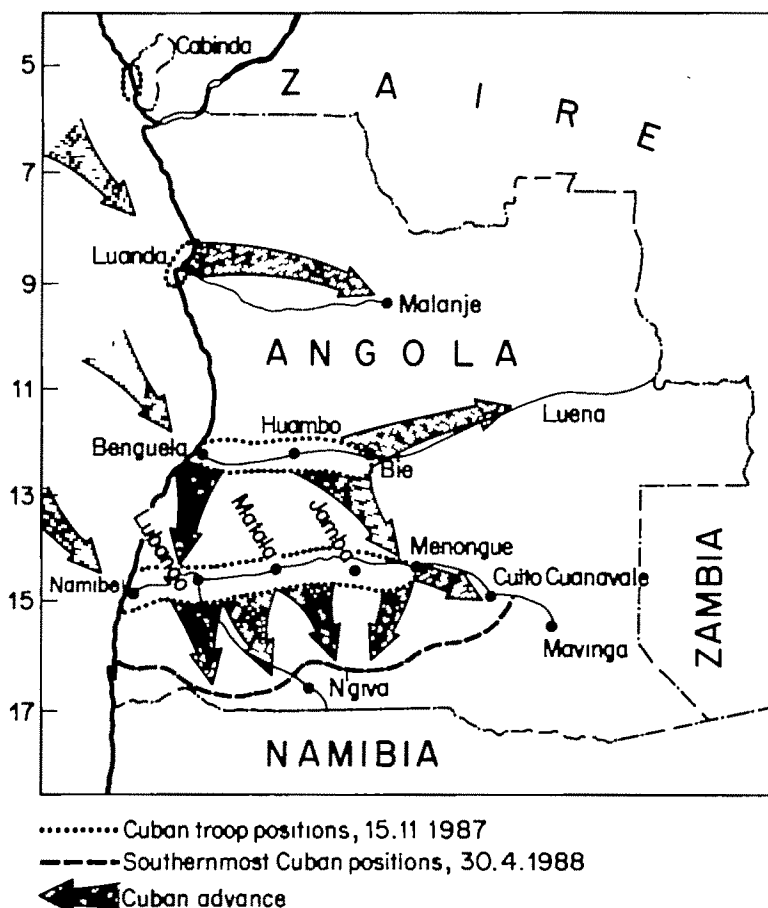 Cabinda
5
ZAIRE
7
Luanda
9
Malanje
ANGOLA
11
Huambo
Luena
Benguela
Bie
13
Lubango
Matala
Jamba
Menongue
Namibe
Cuito Cuanavale
15
Mavinga
ZAMBIA
N'giva
17
NAMIBIA
Cuban troop positions, 15.11 1987
Southernmost Cuban positions, 30.4.1988
Cuban advance